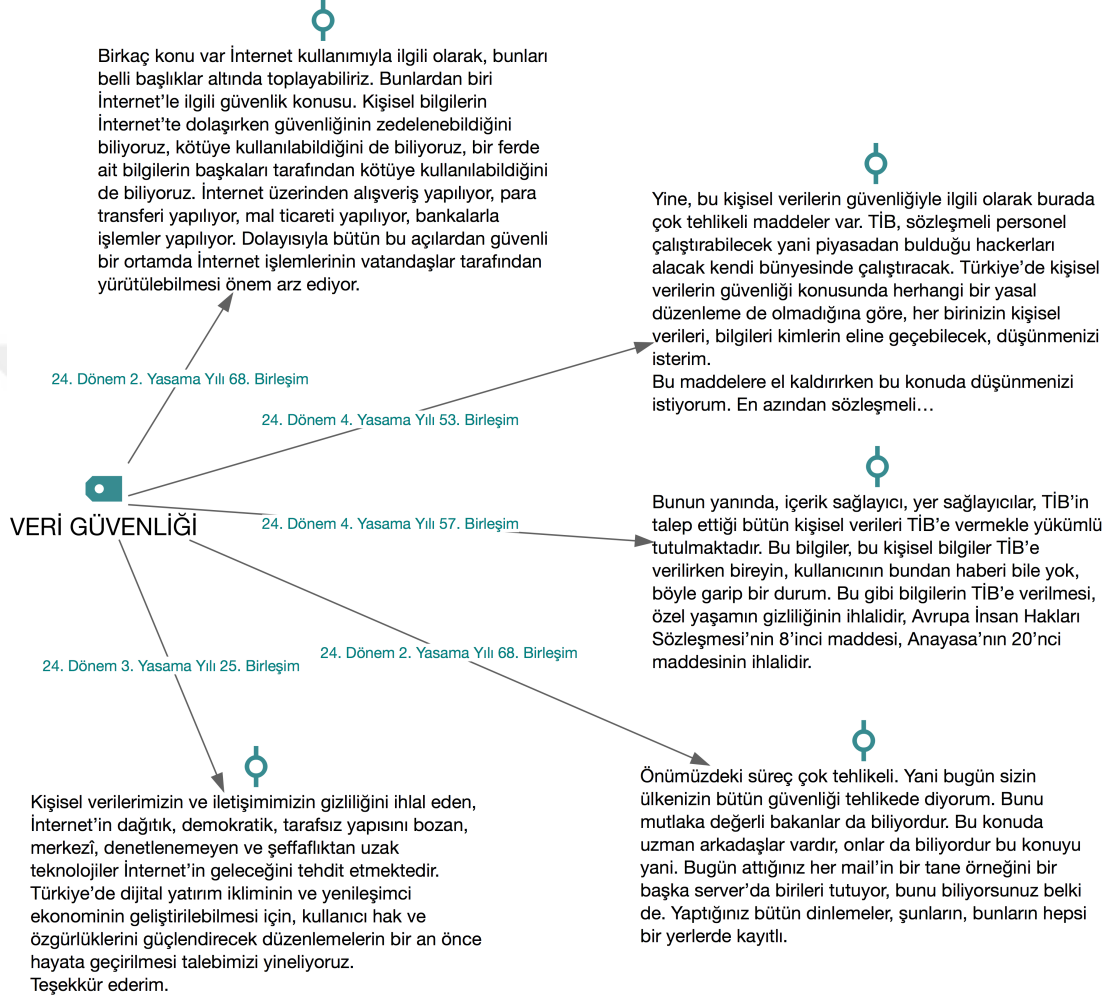 Birkaç konu var İnternet kullanımıyla ilgili olarak, bunları
belli başlıklar altında toplayabiliriz. Bunlardan biri
İnternet’le ilgili güvenlik konusu. Kişisel bilgilerin
İnternet’te dolaşırken güvenliğinin zedelenebildiğini
biliyoruz, kötüye kullanılabildiğini de biliyoruz, bir ferde
ait bilgilerin başkaları tarafından kötüye kullanılabildiğini
de biliyoruz. İnternet üzerinden alışveriş yapılıyor, para
transferi yapılıyor, mal ticareti yapılıyor, bankalarla
işlemler yapılıyor. Dolayısıyla bütün bu açılardan güvenli
bir ortamda İnternet işlemlerinin vatandaşlar tarafından
yürütülebilmesi önem arz ediyor.
Yine, bu kişisel verilerin güvenliğiyle ilgili olarak burada
çok tehlikeli maddeler var. TİB, sözleşmeli personel
çalıştırabilecek yani piyasadan bulduğu hackerları
alacak kendi bünyesinde çalıştıracak. Türkiye’de kişisel
verilerin güvenliği konusunda herhangi bir yasal
düzenleme de olmadığına göre, her birinizin kişisel
verileri, bilgileri kimlerin eline geçebilecek, düşünmenizi
isterim.
Bu maddelere el kaldırırken bu konuda düşünmenizi
istiyorum. En azından sözleşmeli…
24. Dönem 2. Yasama Yılı 68. Birleşim
24. Dönem 4. Yasama Yılı 53. Birleşim
VERİ GÜVENLİĞİ
24. Dönem 4. Yasama Yılı 57. Birleşim
Bunun yanında, içerik sağlayıcı, yer sağlayıcılar, TİB’in
talep ettiği bütün kişisel verileri TİB’e vermekle yükümlü
tutulmaktadır. Bu bilgiler, bu kişisel bilgiler TİB’e
verilirken bireyin, kullanıcının bundan haberi bile yok,
böyle garip bir durum. Bu gibi bilgilerin TİB’e verilmesi,
özel yaşamın gizliliğinin ihlalidir, Avrupa İnsan Hakları
Sözleşmesi’nin 8’inci maddesi, Anayasa’nın 20’nci
maddesinin ihlalidir.
24. Dönem 3. Yasama Yılı 25. Birleşim
24. Dönem 2. Yasama Yılı 68. Birleşim
Kişisel verilerimizin ve iletişimimizin gizliliğini ihlal eden,
İnternet’in dağıtık, demokratik, tarafsız yapısını bozan,
merkezî, denetlenemeyen ve şeffaflıktan uzak
teknolojiler İnternet’in geleceğini tehdit etmektedir.
Türkiye’de dijital yatırım ikliminin ve yenileşimci
ekonominin geliştirilebilmesi için, kullanıcı hak ve
özgürlüklerini güçlendirecek düzenlemelerin bir an önce
hayata geçirilmesi talebimizi yineliyoruz.
Teşekkür ederim.
Önümüzdeki süreç çok tehlikeli. Yani bugün sizin
ülkenizin bütün güvenliği tehlikede diyorum. Bunu
mutlaka değerli bakanlar da biliyordur. Bu konuda
uzman arkadaşlar vardır, onlar da biliyordur bu konuyu
yani. Bugün attığınız her mail’in bir tane örneğini bir
başka server’da birileri tutuyor, bunu biliyorsunuz belki
de. Yaptığınız bütün dinlemeler, şunların, bunların hepsi
bir yerlerde kayıtlı.